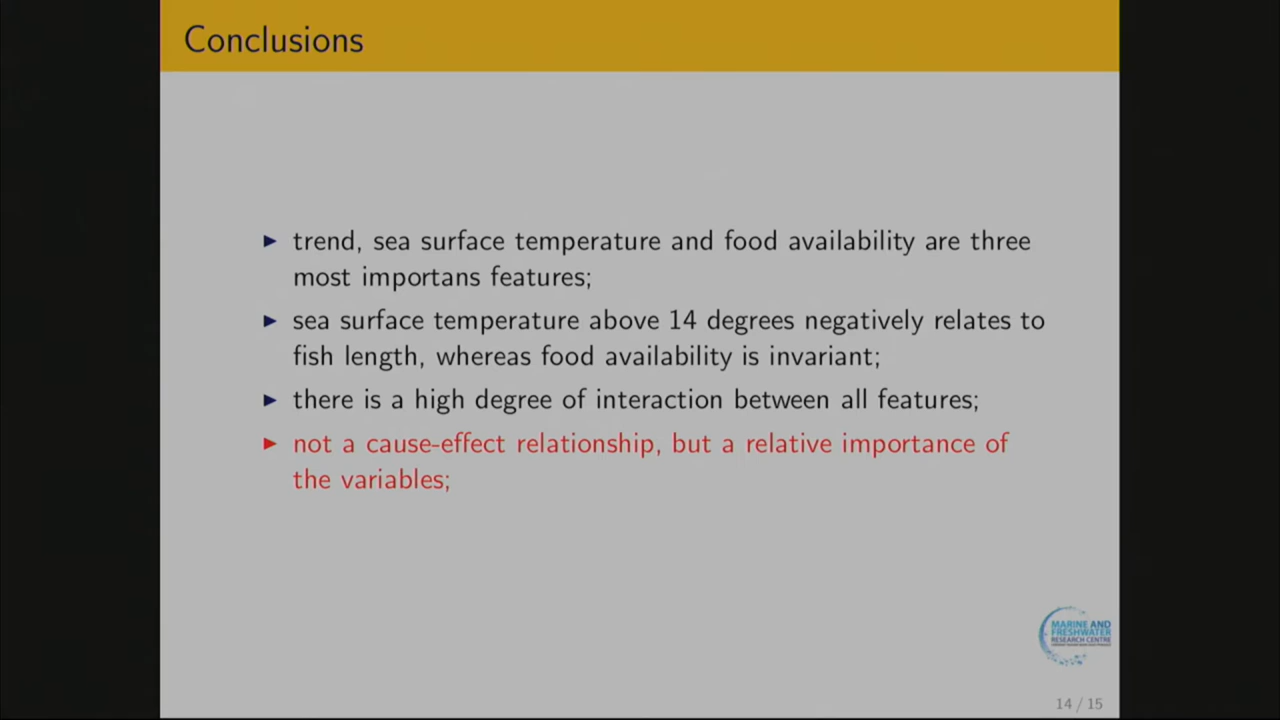 Conclusions
trend, sea surface temperature and food availability are three
most importans features;
sea surface temperature above 14 degrees negatively relates to
fish length, whereas food availability is invariant;
there is a high degree of interaction between all features;
not a cause-effect relationship, but a relative importance of
the variables;
MARINE AND
FRESHWATER
RESEARCH CENTRE
14 / 15